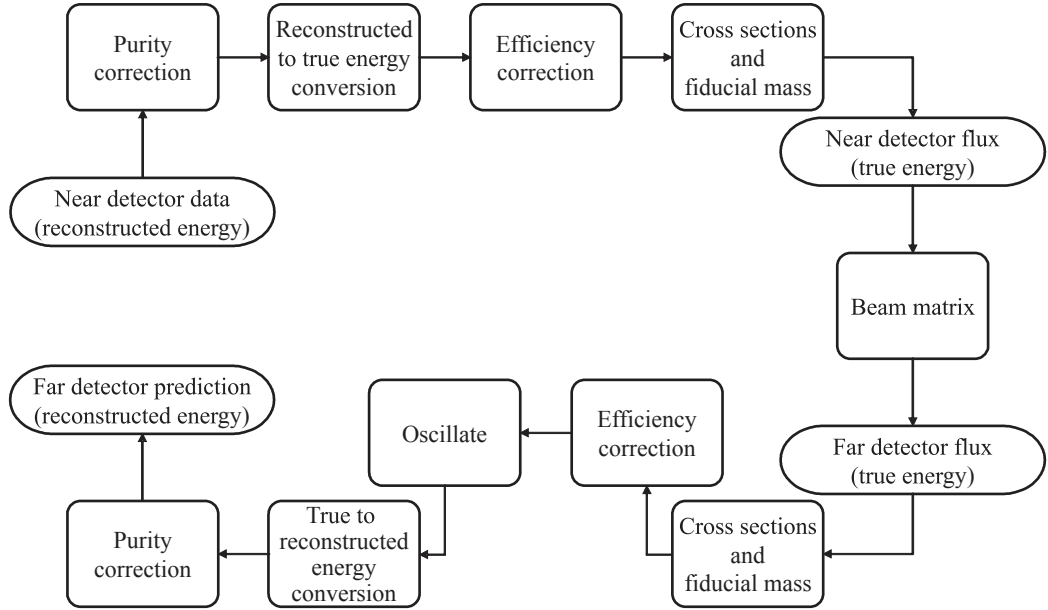 Purity
correction
Reconstructed
to true energy
conversion
Efficiency
correction
Cross sections
and
fiducial mass
Near detector flux
(true energy)
Near detector data
(reconstructed energy)
Beam matrix
Far detector prediction
(reconstructed energy)
Oscillate
Efficiency
correction
Far detector flux
(true energy)
Purity
correction
True to
reconstructed
energy
conversion
Cross sections
and
fiducial mass